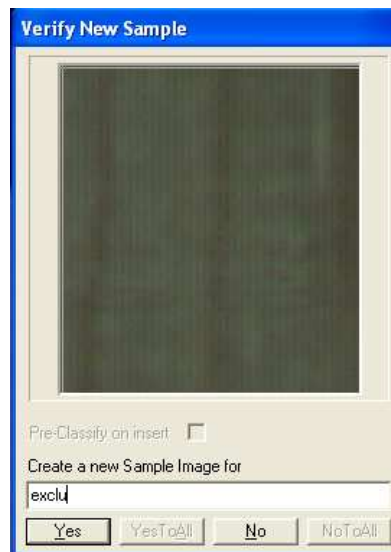 Verify New Sample
Pre-Classify on insert
Create a new Sample Image for
exclu
Yes YesToAll No NoToAll